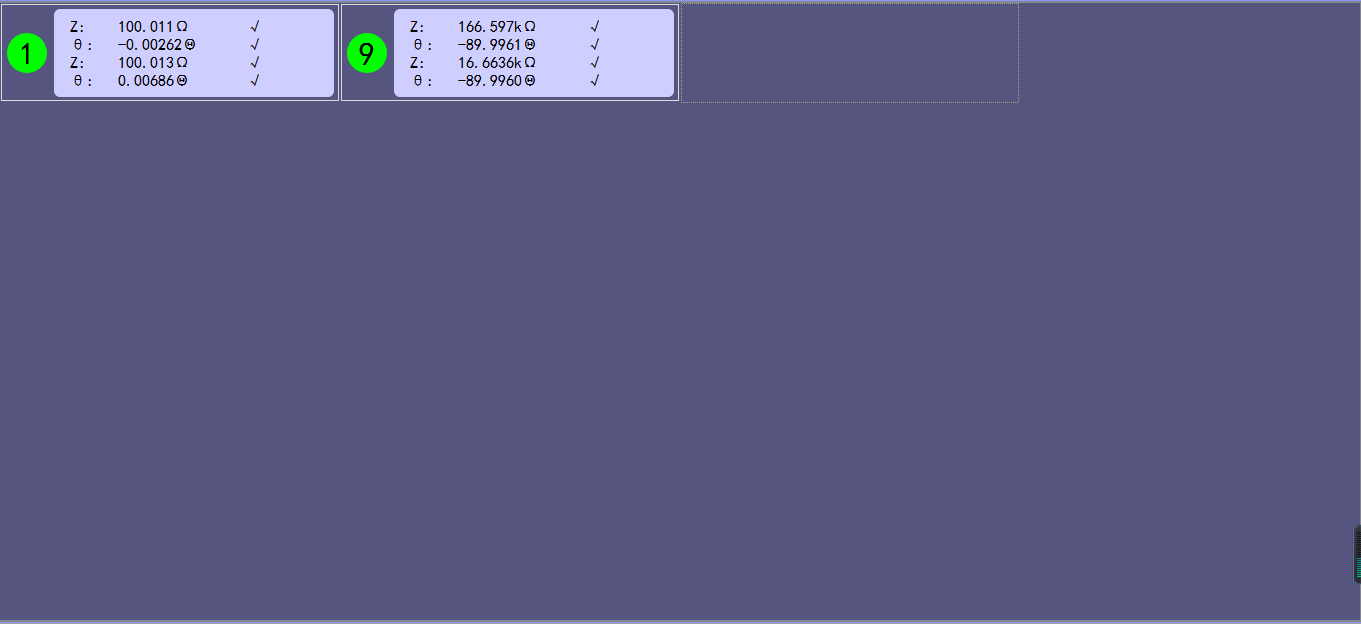 1
Z: 100.011Ω √
θ: -0.00262Θ √
Z: 100.013Ω √
θ: 0.00686Θ √
9
Z: 166.597kΩ √
θ: -89.9961Θ √
Z: 16.6636kΩ √
θ: -89.9960Θ √